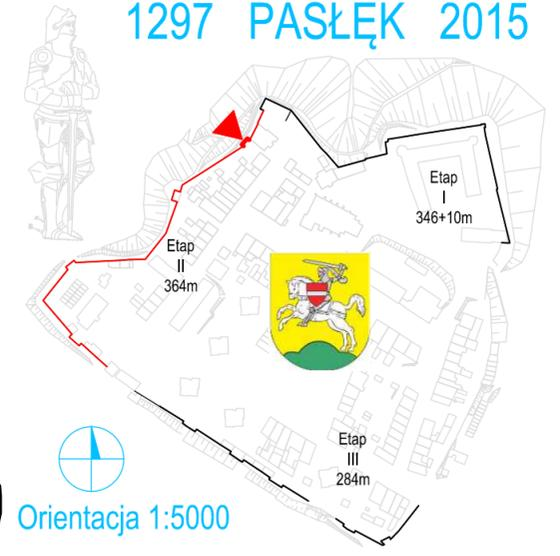 1297 PASŁĘK 2015
Etap
I
346+10m
Etap
II
364m
Etap
III
284m
Orientacja 1:5000